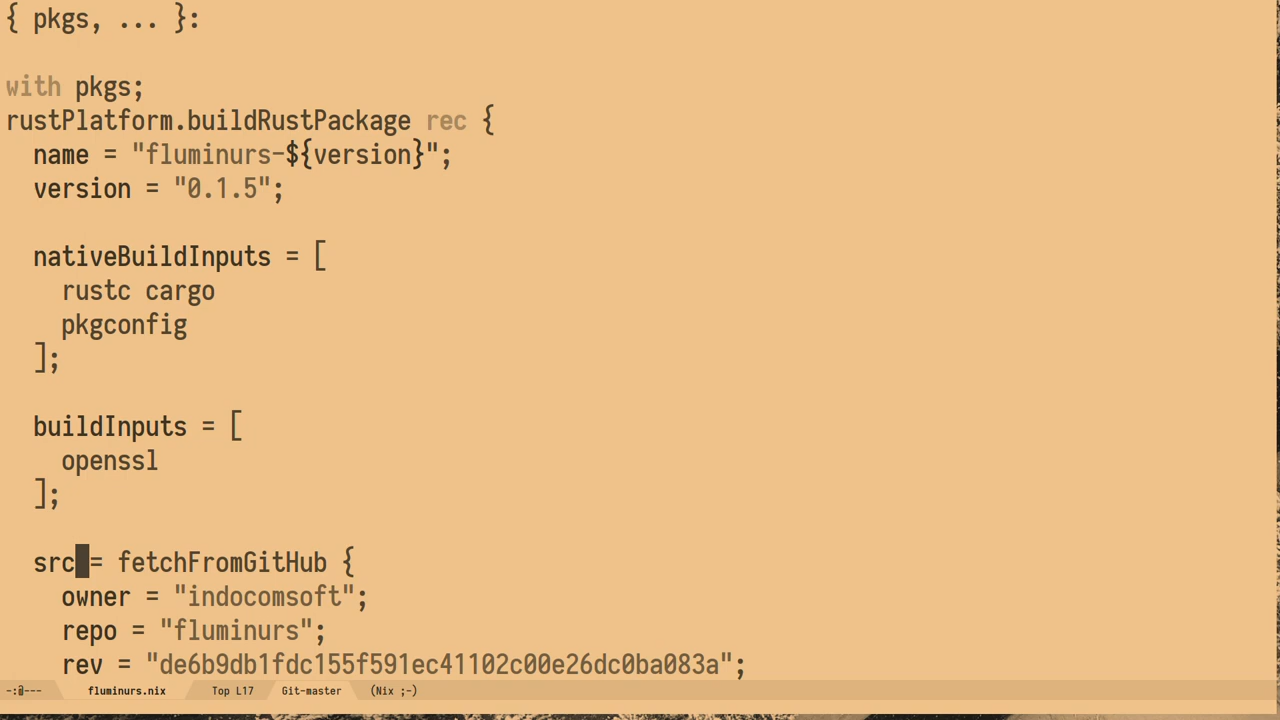 { pkgs, ... }:
with pkgs;
rustPlatform.buildRustPackage rec {
  name = "fluminurs-${version}";
  version = "0.1.5";
  nativeBuildInputs = [
    rustc cargo
    pkgconfig
  ];
  buildInputs = [
    openssl
  ];
  src = fetchFromGitHub {
    owner = "indocomsoft";
    repo = "fluminurs";
    rev = "de6b9db1fdc155f591ec41102c00e26dc0ba083a";
-:@--- fluminurs.nix Top L17 Git-master (Nix ;-)